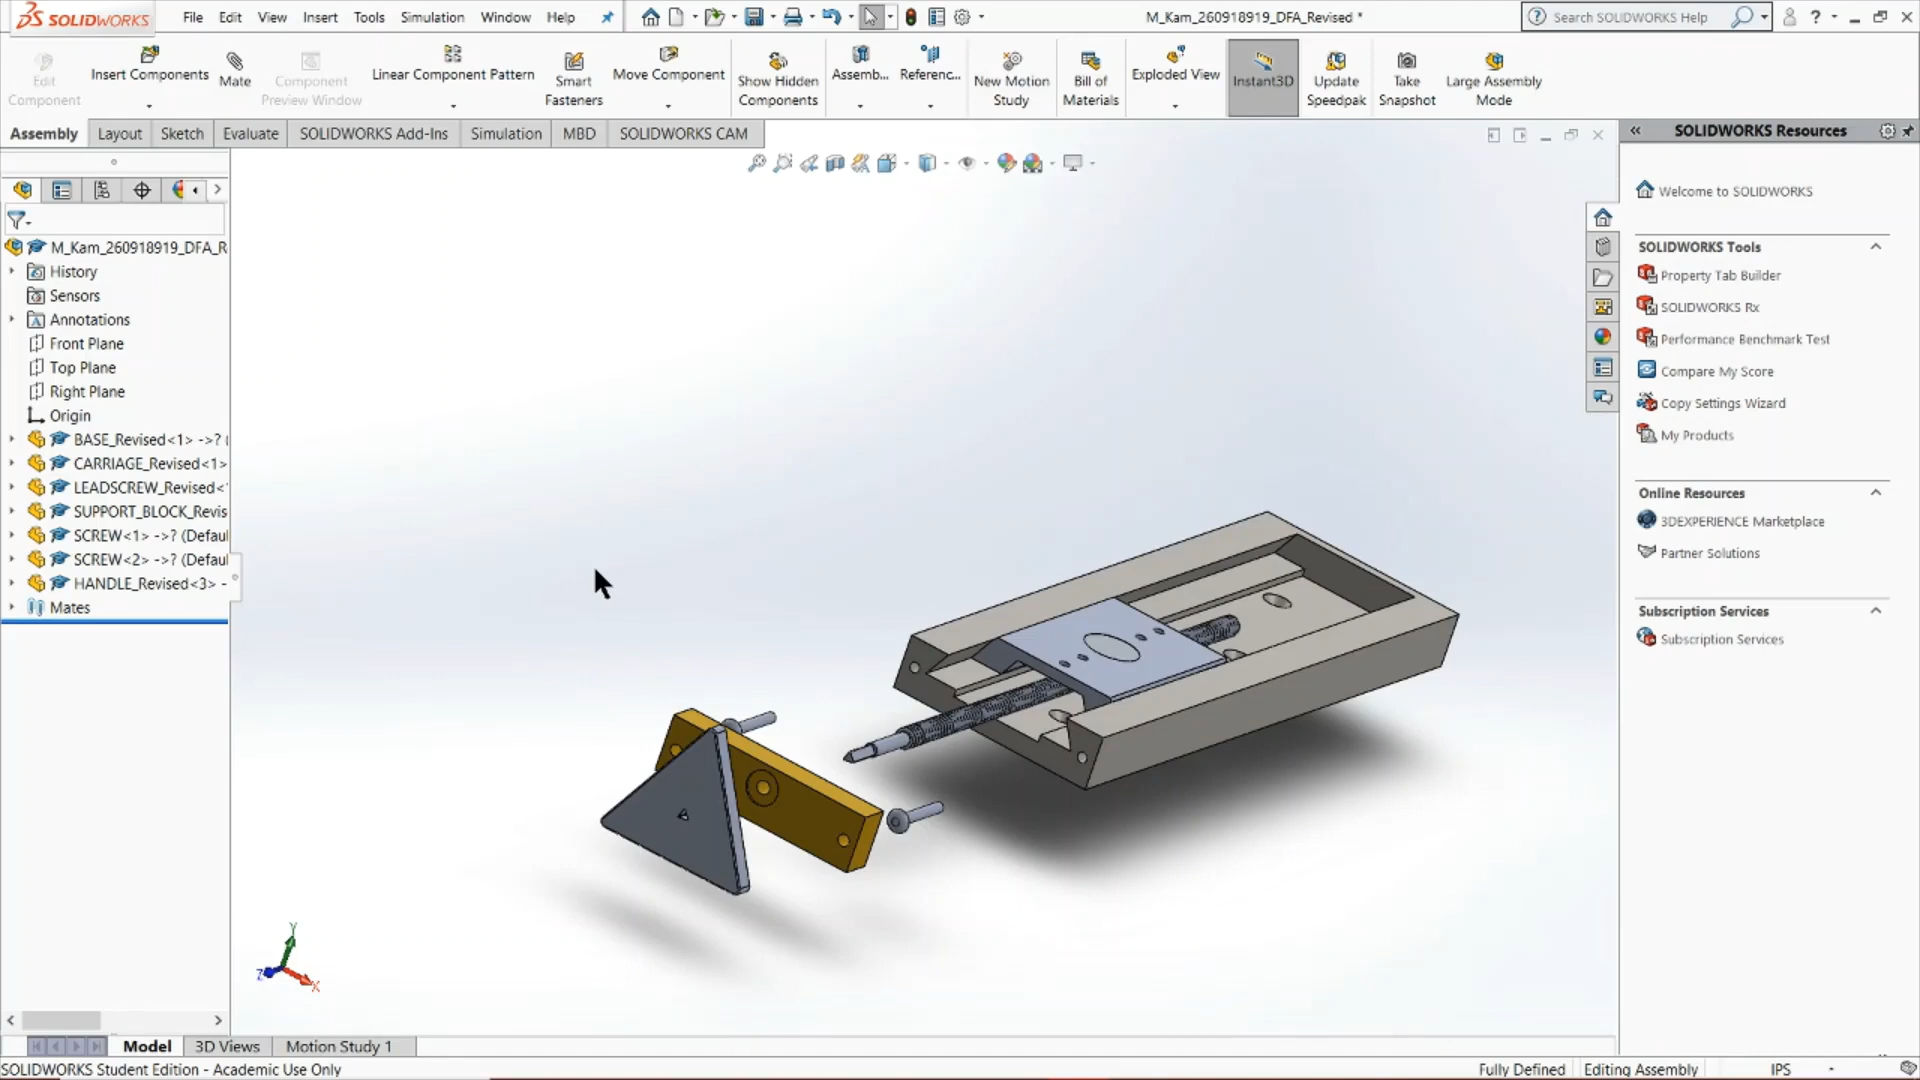 SOLIDWORKS File Edit View Insert Tools Simulation Window Help M_Kam_260918919_DFA_Revised * Search SOLIDWORKS Help ?
Edit Component
Insert Components
Mate
Component Preview Window
Linear Component Pattern
Smart Fasteners
Move Component
Show Hidden Components
Assemb...
Referenc...
New Motion Study
Bill of Materials
Exploded View
Instant3D
Update Speedpak
Take Snapshot
Large Assembly Mode
Assembly Layout Sketch Evaluate SOLIDWORKS Add-Ins Simulation MBD SOLIDWORKS CAM
M_Kam_260918919_DFA_R
History
Sensors
Annotations
Front Plane
Top Plane
Right Plane
Origin
BASE_Revised<1> ->? (
CARRIAGE_Revised<1>
LEADSCREW_Revised<
SUPPORT_BLOCK_Revis
SCREW<1> ->? (Defaul
SCREW<2> ->? (Defaul
HANDLE_Revised<3> -
Mates
Y
Z
X
SOLIDWORKS Resources
Welcome to SOLIDWORKS
SOLIDWORKS Tools
Property Tab Builder
SOLIDWORKS Rx
Performance Benchmark Test
Compare My Score
Copy Settings Wizard
My Products
Online Resources
3DEXPERIENCE Marketplace
Partner Solutions
Subscription Services
Subscription Services
Model 3D Views Motion Study 1
SOLIDWORKS Student Edition - Academic Use Only Fully Defined Editing Assembly IPS